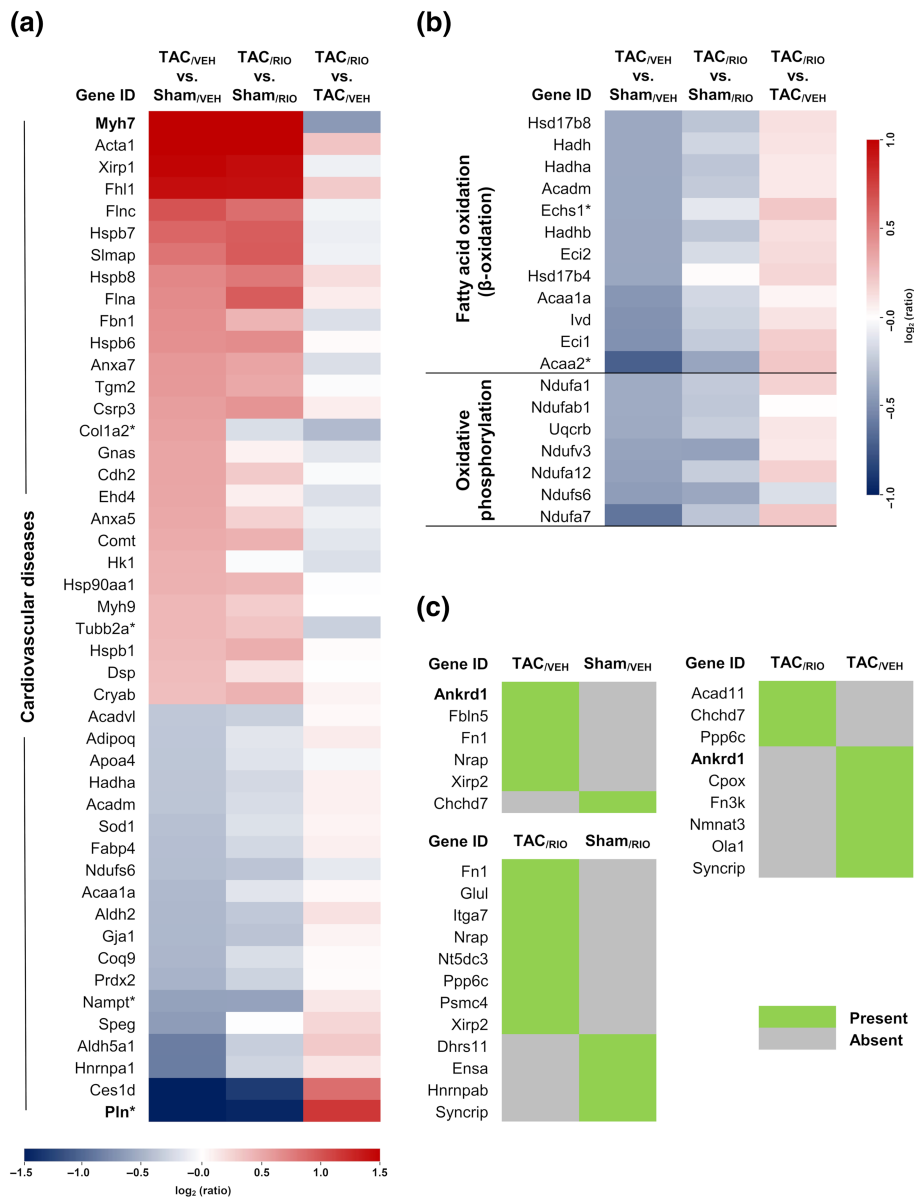 (a)
TAC/VEH TAC/RIO TAC/RIO
vs. vs. vs.
Gene ID Sham/VEH Sham/RIO TAC/VEH
Cardiovascular diseases
Myh7
Acta1
Xirp1
Fhl1
Flnc
Hspb7
Slmap
Hspb8
Flna
Fbn1
Hspb6
Anxa7
Tgm2
Csrp3
Col1a2*
Gnas
Cdh2
Ehd4
Anxa5
Comt
Hk1
Hsp90aa1
Myh9
Tubb2a*
Hspb1
Dsp
Cryab
Acadvl
Adipoq
Apoa4
Hadha
Acadm
Sod1
Fabp4
Ndufs6
Acaa1a
Aldh2
Gja1
Coq9
Prdx2
Nampt*
Speg
Aldh5a1
Hnrnpa1
Ces1d
Pln*
−1.5 −1.0 −0.5 −0.0 0.5 1.0 1.5
log2 (ratio)
(b)
TAC/VEH TAC/RIO TAC/RIO
vs. vs. vs.
Gene ID Sham/VEH Sham/RIO TAC/VEH
Fatty acid oxidation
(β-oxidation)
Hsd17b8
Hadh
Hadha
Acadm
Echs1*
Hadhb
Eci2
Hsd17b4
Acaa1a
Ivd
Eci1
Acaa2*
Oxidative
phosphorylation
Ndufa1
Ndufab1
Uqcrb
Ndufv3
Ndufa12
Ndufs6
Ndufa7
1.0
0.5
−0.0
−0.5
−1.0
log2 (ratio)
(c)
Gene ID TAC/VEH Sham/VEH
Ankrd1
Fbln5
Fn1
Nrap
Xirp2
Chchd7
Gene ID TAC/RIO Sham/RIO
Fn1
Glul
Itga7
Nrap
Nt5dc3
Ppp6c
Psmc4
Xirp2
Dhrs11
Ensa
Hnrnpab
Syncrip
Gene ID TAC/RIO TAC/VEH
Acad11
Chchd7
Ppp6c
Ankrd1
Cpox
Fn3k
Nmnat3
Ola1
Syncrip
Present
Absent